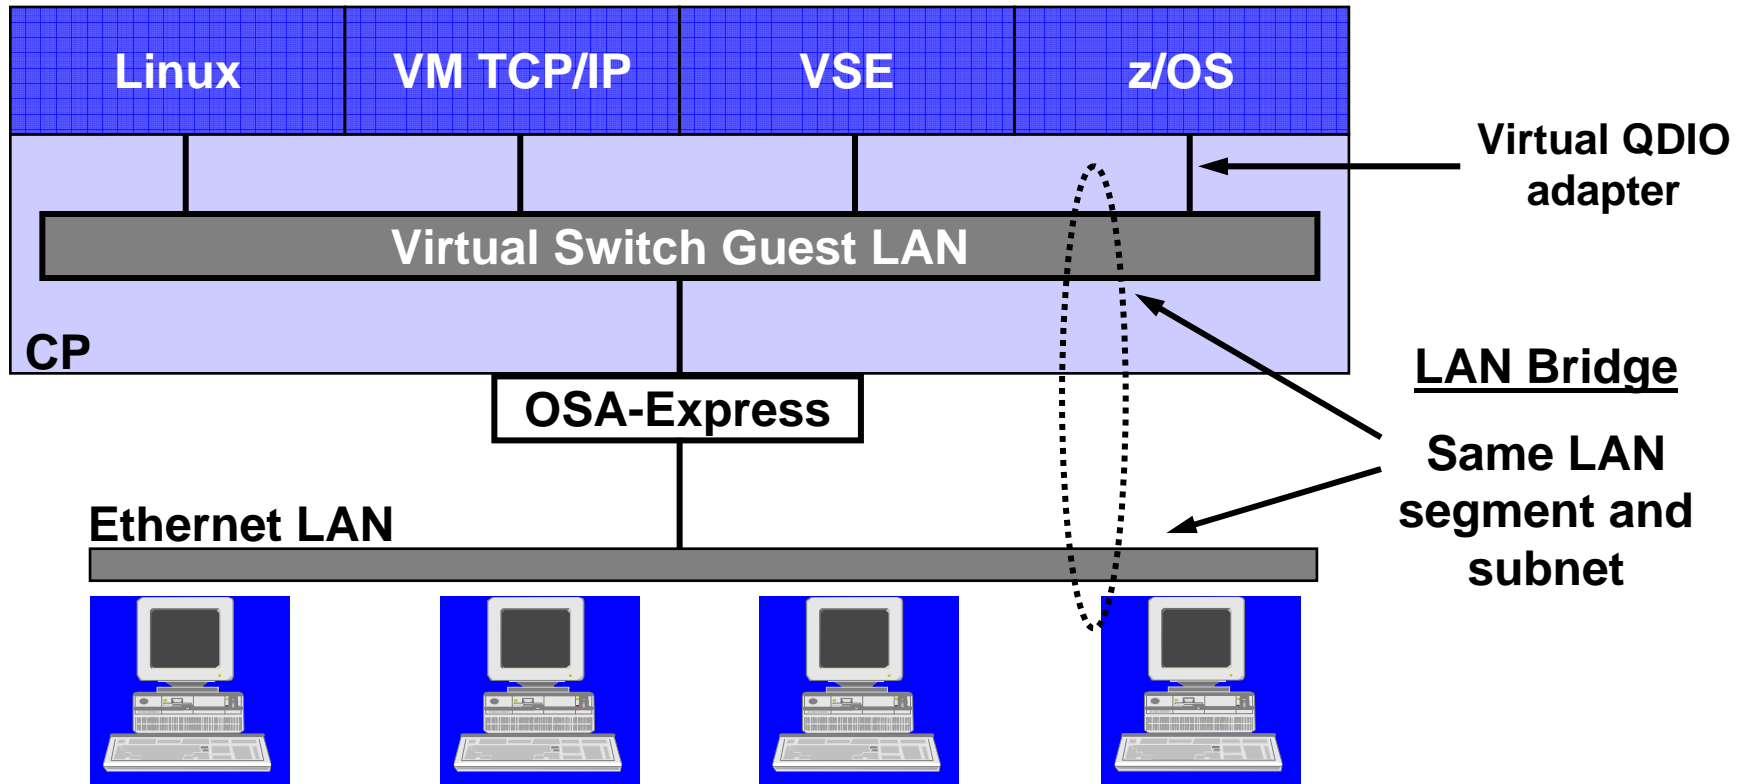 Linux
VM TCP/IP
VSE
z/OS
Virtual QDIO
adapter
Virtual Switch Guest LAN
CP
LAN Bridge
OSA-Express
Same LAN
segment and
subnet
Ethernet LAN